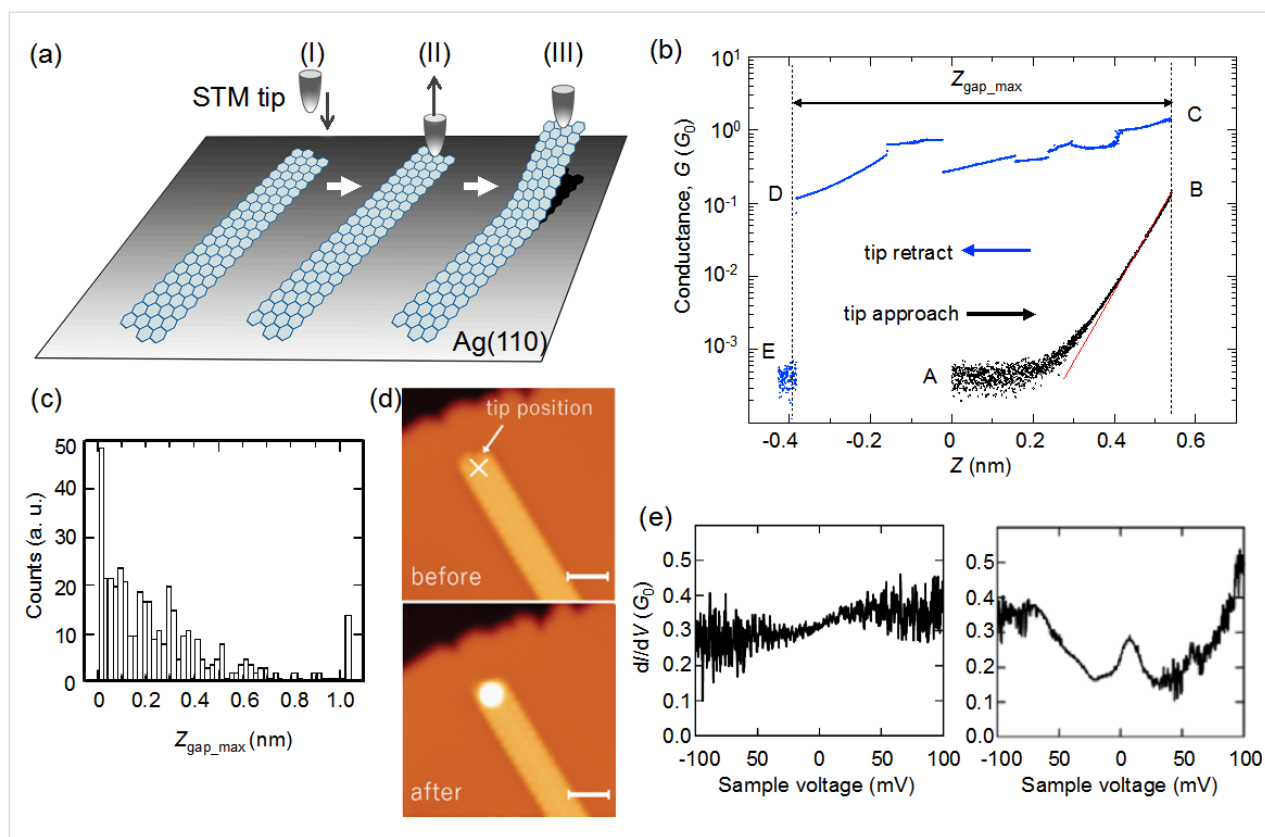 (a)
(I)
(II)
(III)
STM tip
Ag(110)
(b)
Conductance, G (G0)
10^1
10^0
10^-1
10^-2
10^-3
Zgap_max
C
B
D
tip retract
tip approach
E
A
-0.4
-0.2
0
0.2
0.4
0.6
Z (nm)
(c)
Counts (a. u.)
50
40
30
20
10
0
0
0.2
0.4
0.6
0.8
1.0
Zgap_max (nm)
(d)
tip position
before
after
(e)
dI/dV (G0)
0.5
0.4
0.3
0.2
0.1
0.0
-100
50
0
50
100
Sample voltage (mV)
0.5
0.4
0.3
0.2
0.1
0.0
-100
50
0
50
100
Sample voltage (mV)